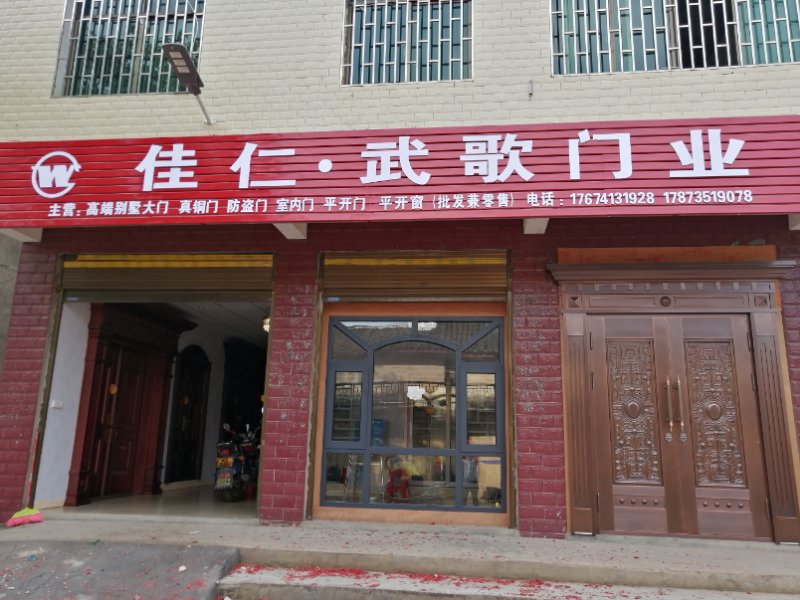 佳仁·武歌门业
主营：高端别墅大门 真铜门 防盗门 室内门 平开门 平开窗（批发兼零售）电话：17674131928 17873519078